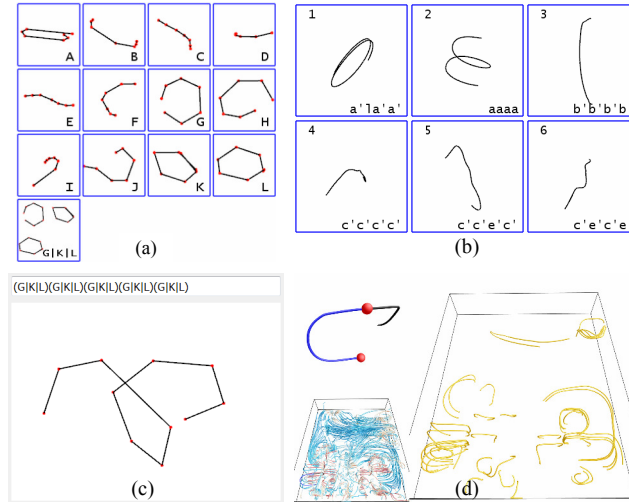 A B C D
E F G H
I J K L
G|K|L
(a)
1 2 3
a'la'a' aaaa b'b'b'b
4 5 6
c'c'c'c' c'c'e'c' c'e'c'e
(b)
(G|K|L)(G|K|L)(G|K|L)(G|K|L)(G|K|L)
(c)
(d)